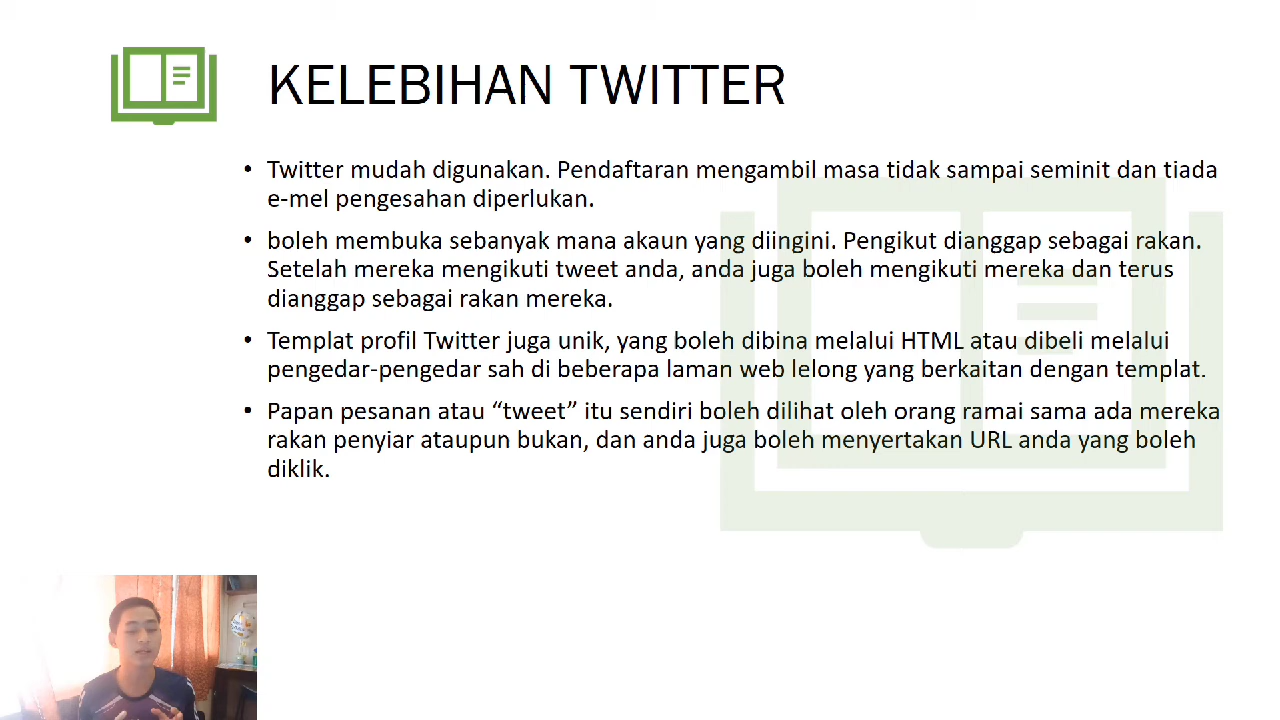 KELEBIHAN TWITTER
• Twitter mudah digunakan. Pendaftaran mengambil masa tidak sampai seminit dan tiada
e-mel pengesahan diperlukan.
• boleh membuka sebanyak mana akaun yang diingini. Pengikut dianggap sebagai rakan.
Setelah mereka mengikuti tweet anda, anda juga boleh mengikuti mereka dan terus
dianggap sebagai rakan mereka.
• Templat profil Twitter juga unik, yang boleh dibina melalui HTML atau dibeli melalui
pengedar-pengedar sah di beberapa laman web lelong yang berkaitan dengan templat.
• Papan pesanan atau “tweet” itu sendiri boleh dilihat oleh orang ramai sama ada mereka
rakan penyiar ataupun bukan, dan anda juga boleh menyertakan URL anda yang boleh
diklik.